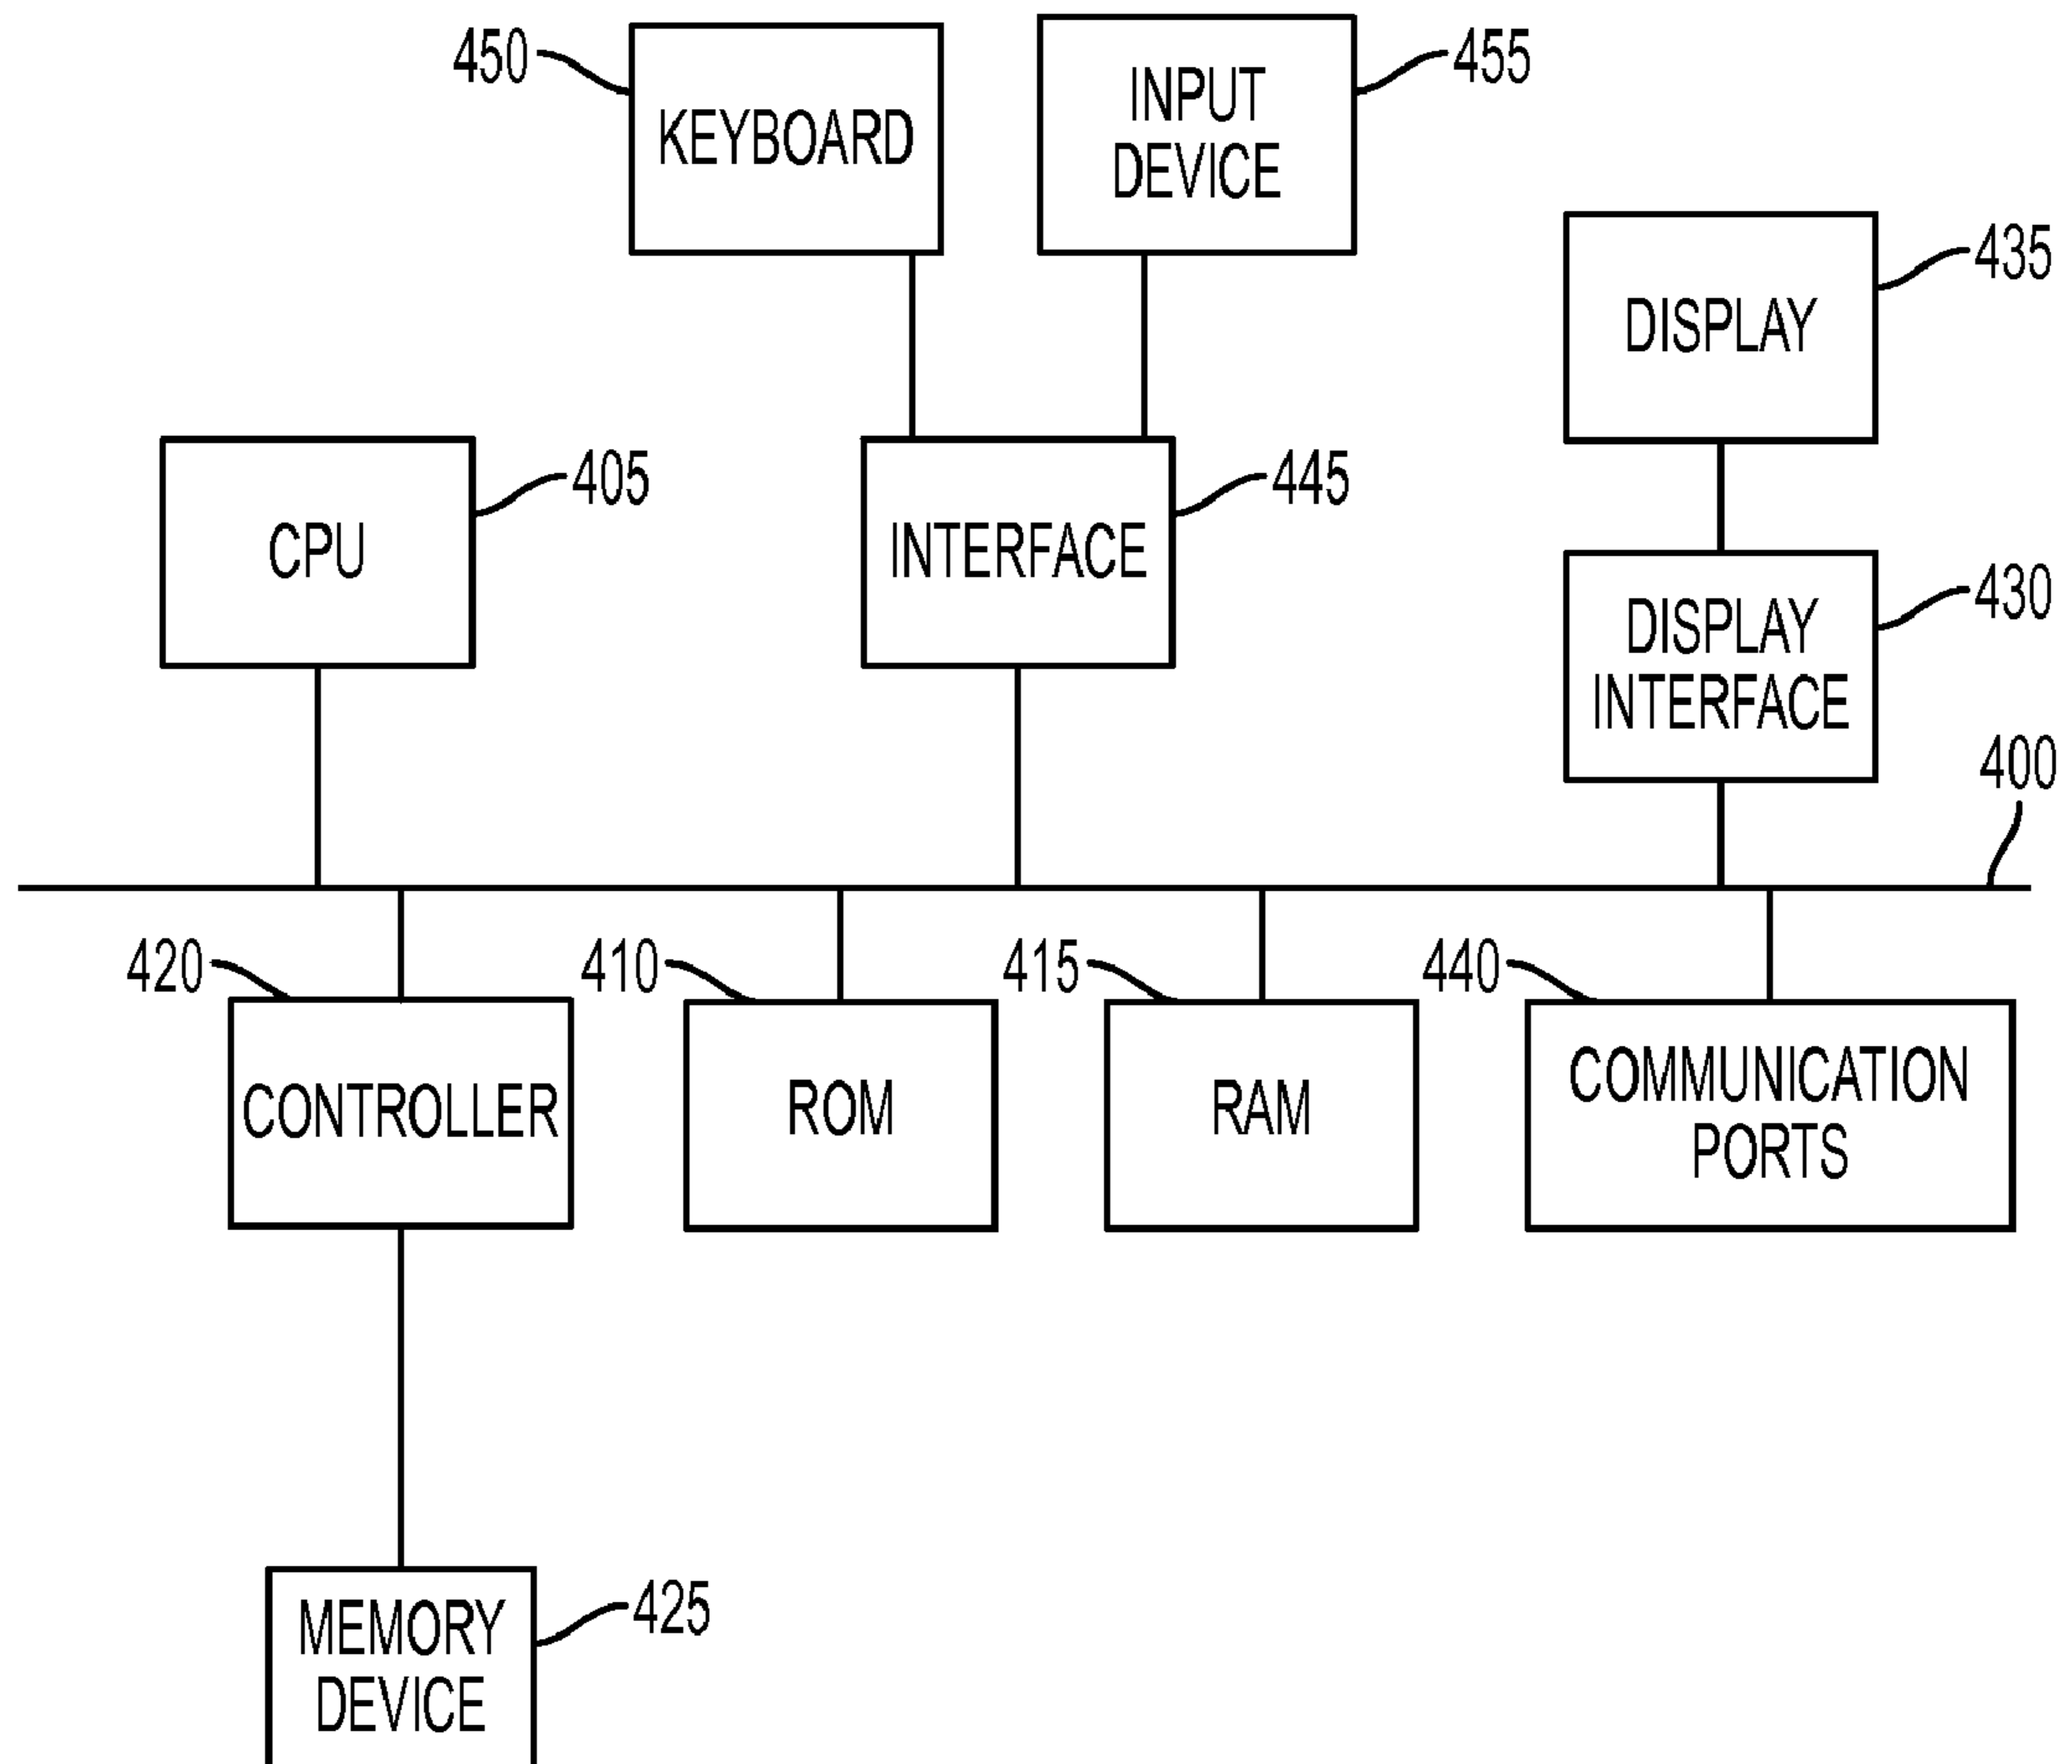 450
KEYBOARD
INPUT
DEVICE
455
DISPLAY
435
CPU
405
INTERFACE
445
DISPLAY
INTERFACE
430
400
420
CONTROLLER
410
ROM
415
RAM
440
COMMUNICATION
PORTS
MEMORY
DEVICE
425